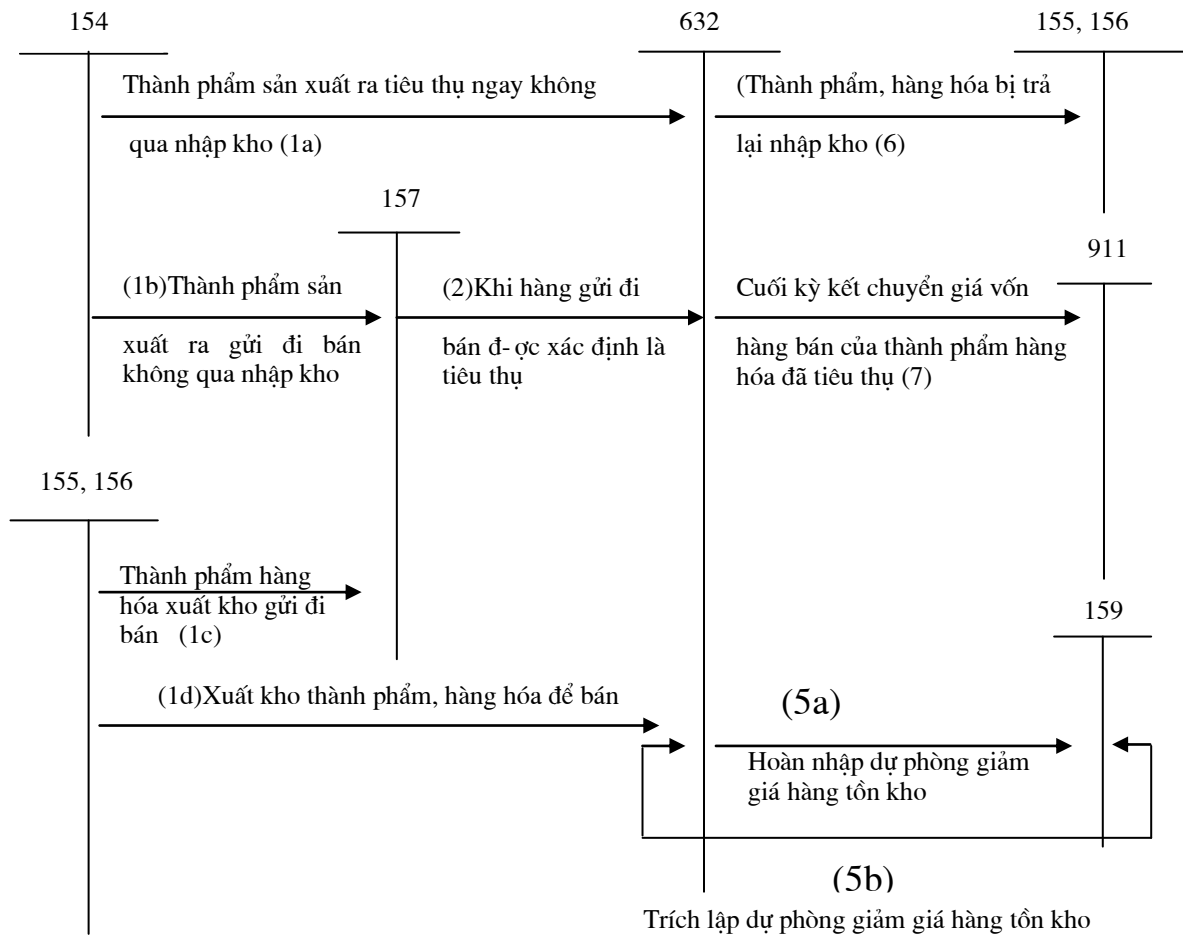 154
632
155, 156
Thành phẩm sản xuất ra tiêu thụ ngay không
qua nhập kho (1a)
(Thành phẩm, hàng hóa bị trả
lại nhập kho (6)
157
911
(1b)Thành phẩm sản
xuất ra gửi đi bán
không qua nhập kho
(2)Khi hàng gửi đi
bán đ- ợc xác định là
tiêu thụ
Cuối kỳ kết chuyển giá vốn
hàng bán của thành phẩm hàng
hóa đã tiêu thụ (7)
155, 156
Thành phẩm hàng
hóa xuất kho gửi đi
bán (1c)
159
(1d)Xuất kho thành phẩm, hàng hóa để bán
(5a)
Hoàn nhập dự phòng giảm
giá hàng tồn kho
(5b)
Trích lập dự phòng giảm giá hàng tồn kho